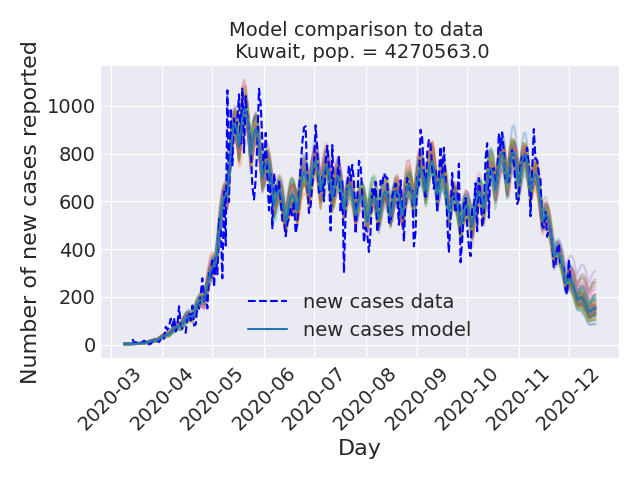 Model comparison to data
Kuwait, pop. = 4270563.0
Number of new cases reported
1000
800
600
400
200
0
new cases data
new cases model
2020-03
2020-04
2020-05
2020-06
2020-07
2020-08
2020-09
2020-10
2020-11
2020-12
Day